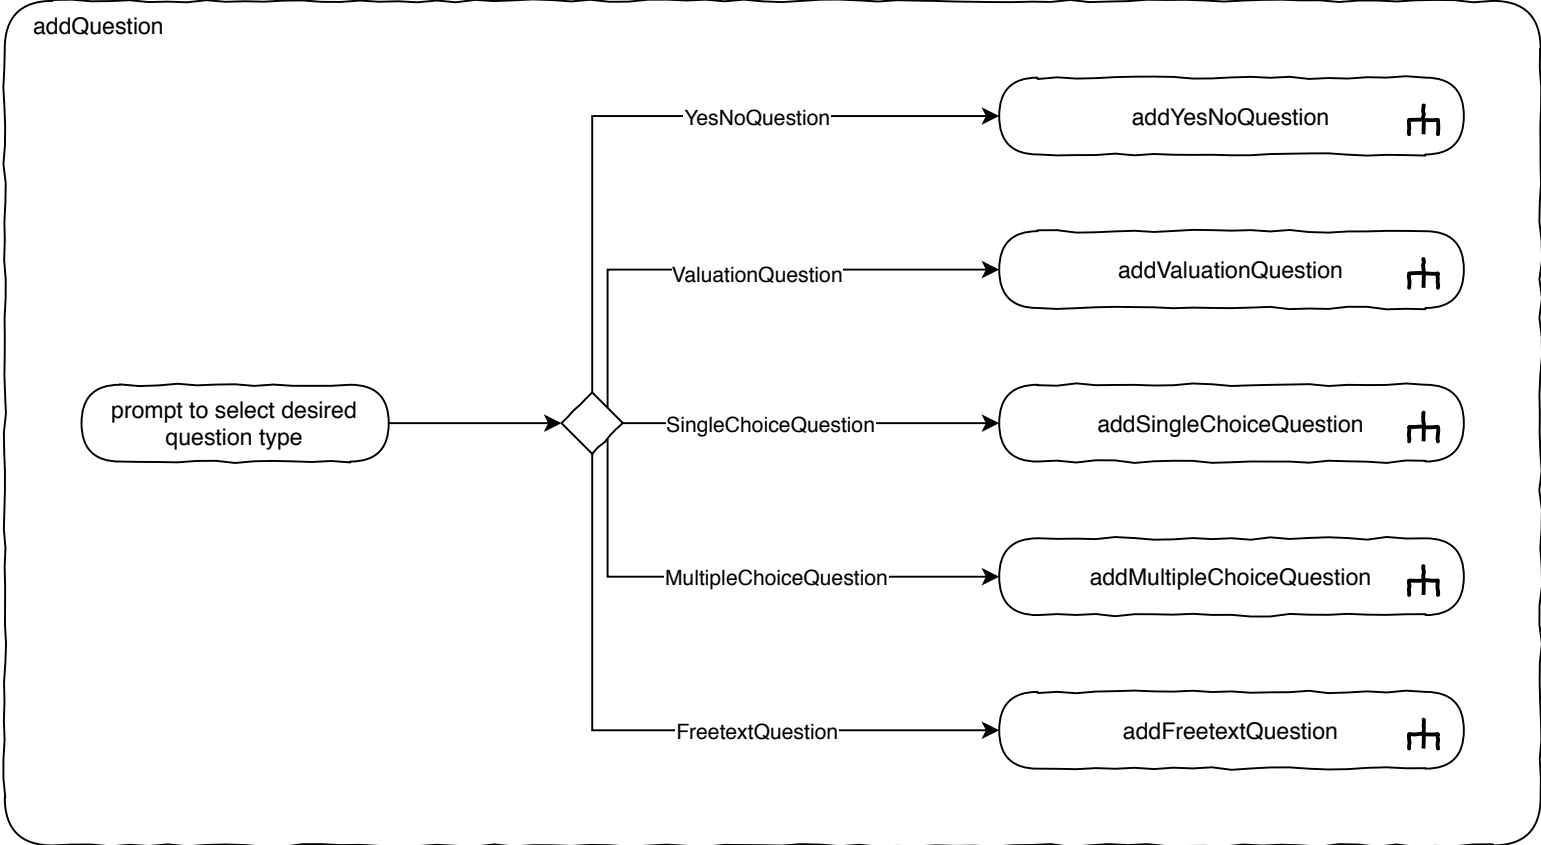 addQuestion
YesNoQuestion
addYesNoQuestion
ValuationQuestion
addValuationQuestion
prompt to select desired
question type
SingleChoiceQuestion
addSingleChoiceQuestion
MultipleChoiceQuestion
addMultipleChoiceQuestion
FreetextQuestion
addFreetextQuestion